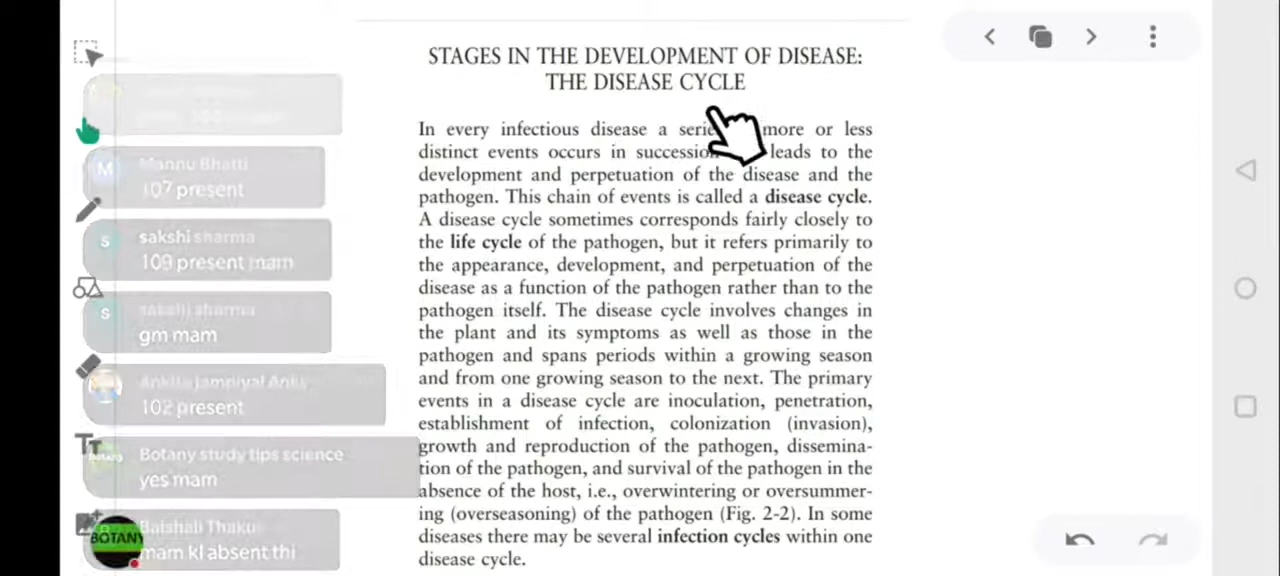 STAGES IN THE DEVELOPMENT OF DISEASE:
THE DISEASE CYCLE
In every infectious disease a more or less
distinct events occurs in leads to the
development and perpetuation of the disease and the
pathogen. This chain of events is called a disease cycle.
A disease cycle sometimes corresponds fairly closely to
the life cycle of the pathogen, but it refers primarily to
the appearance, development, and perpetuation of the
disease as a function of the pathogen rather than to the
pathogen itself. The disease cycle involves changes in
the plant and its symptoms as well as those in the
pathogen and spans periods within a growing season
and from one growing season to the next. The primary
events in a disease cycle are inoculation, penetration,
establishment of infection, colonization (invasion),
growth and reproduction of the pathogen, dissemina-
tion of the pathogen, and survival of the pathogen in the
absence of the host, i.e., overwintering or oversummer-
ing (overseasoning) of the pathogen (Fig. 2-2). In some
diseases there may be several infection cycles within one
disease cycle.
M
Mannu Bhatti
107 present
S
sakshi sharma
109 present mam
S
sakshi sharma
gm mam
102 present
Botany study tips science
yes mam
BOTANY
mam kl absent thi
Tt